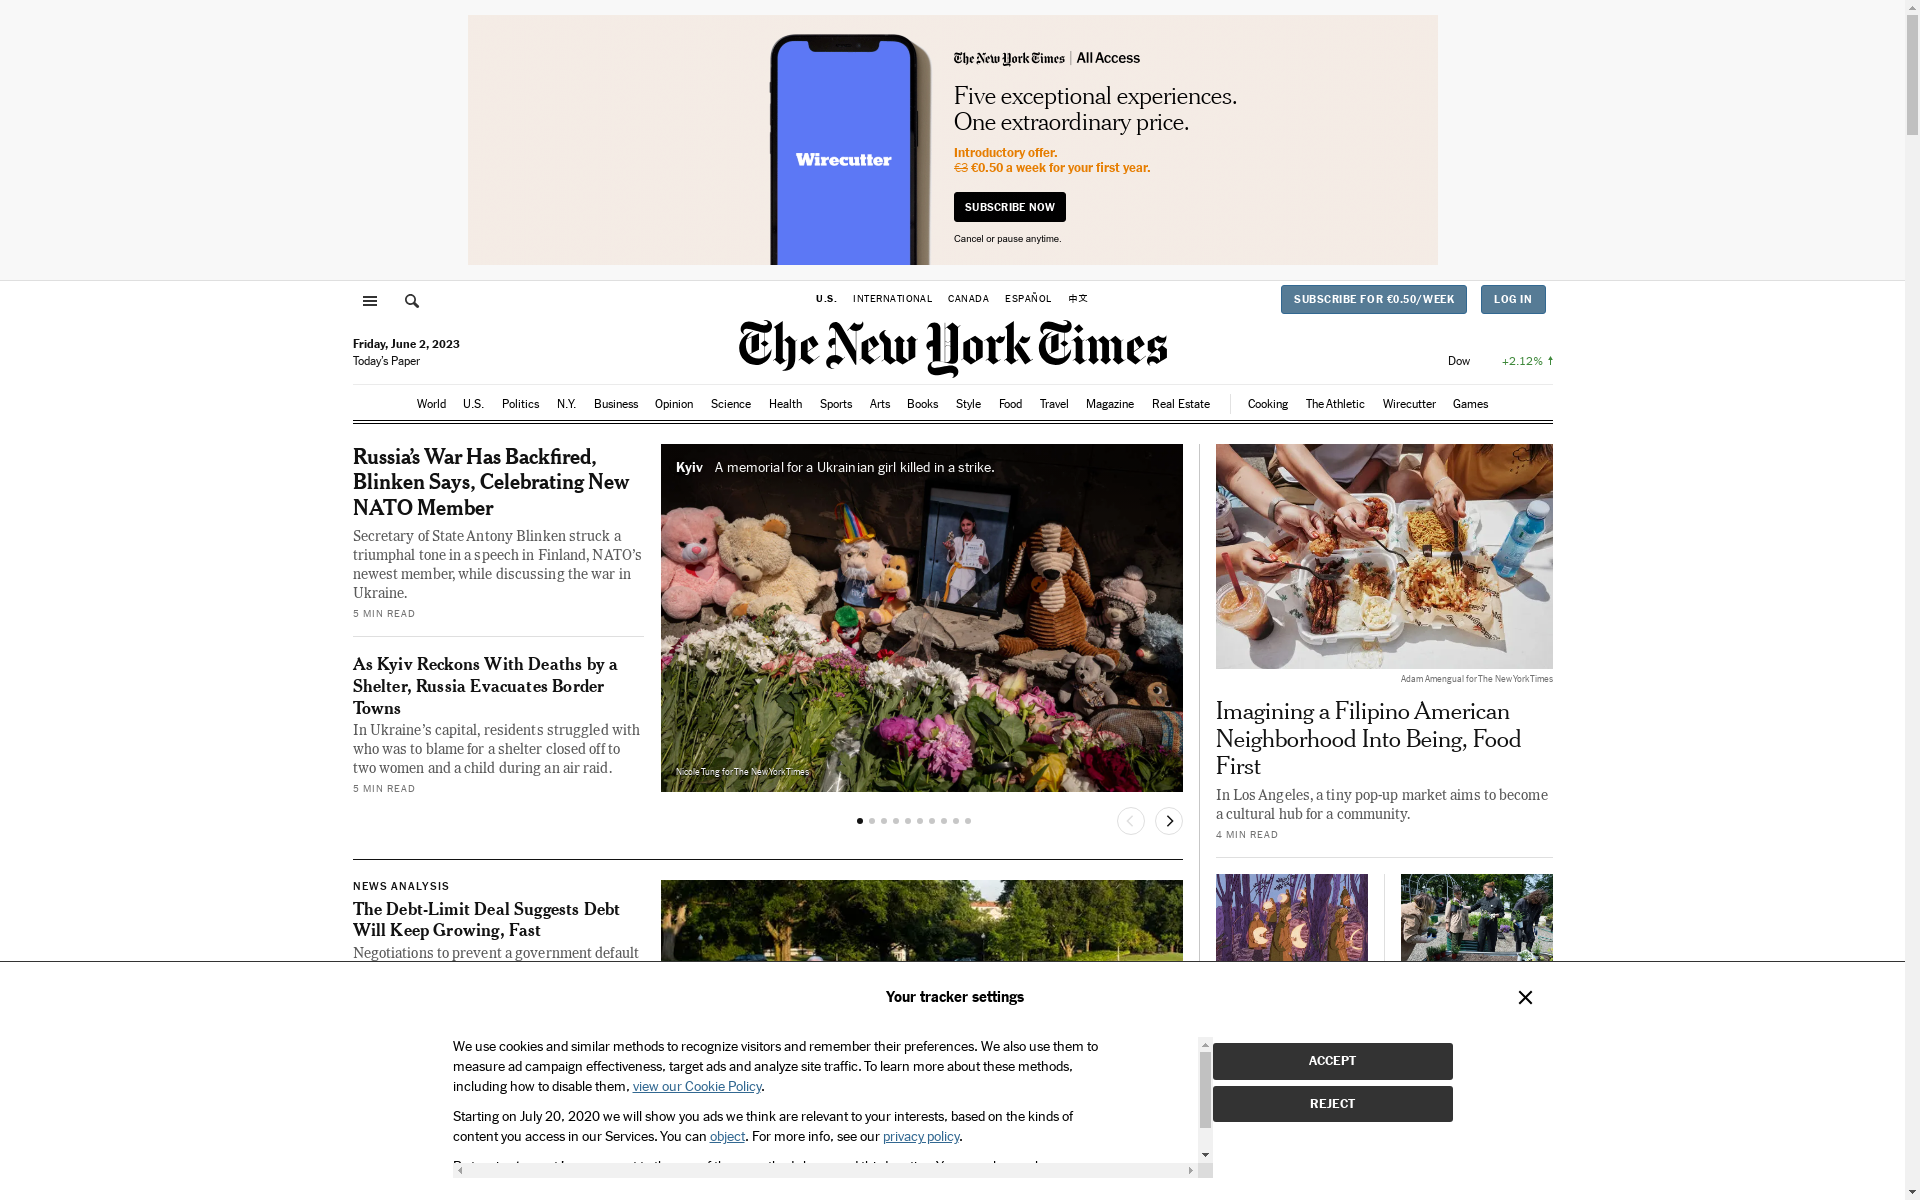 The New York Times | All Access
Five exceptional experiences.
One extraordinary price.
Wirecutter
Introductory offer.
€3 €0.50 a week for your first year.
SUBSCRIBE NOW
Cancel or pause anytime.
U.S. INTERNATIONAL CANADA ESPAÑOL 中文
SUBSCRIBE FOR €0.50/WEEK LOG IN
The New York Times
Friday, June 2, 2023
Today's Paper
Dow +2.12%
World U.S. Politics N.Y. Business Opinion Science Health Sports Arts Books Style Food Travel Magazine Real Estate Cooking The Athletic Wirecutter Games
Russia's War Has Backfired,
Blinken Says, Celebrating New
NATO Member
Secretary of State Antony Blinken struck a
triumphal tone in a speech in Finland, NATO's
newest member, while discussing the war in
Ukraine.
5 MIN READ
As Kyiv Reckons With Deaths by a
Shelter, Russia Evacuates Border
Towns
In Ukraine's capital, residents struggled with
who was to blame for a shelter closed off to
two women and a child during an air raid.
5 MIN READ
Kyiv A memorial for a Ukrainian girl killed in a strike.
Nicole Tung for The New York Times
Adam Amengual for The New York Times
Imagining a Filipino American
Neighborhood Into Being, Food
First
In Los Angeles, a tiny pop-up market aims to become
a cultural hub for a community.
4 MIN READ
NEWS ANALYSIS
The Debt-Limit Deal Suggests Debt
Will Keep Growing, Fast
Negotiations to prevent a government default
Your tracker settings
We use cookies and similar methods to recognize visitors and remember their preferences. We also use them to
measure ad campaign effectiveness, target ads and analyze site traffic. To learn more about these methods,
including how to disable them, view our Cookie Policy.
Starting on July 20, 2020 we will show you ads we think are relevant to your interests, based on the kinds of
content you access in our Services. You can object. For more info, see our privacy policy.
ACCEPT
REJECT